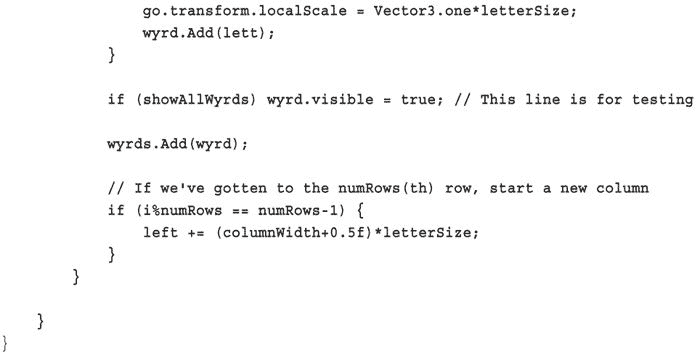 go.transform.localScale = Vector3.one*letterSize;
wyrd.Add(lett);
}
if (showAllWyrds) wyrd.visible = true; // This line is for testing
wyrds.Add(wyrd);
// If we've gotten to the numRows(th) row, start a new column
if (i%numRows == numRows-1) {
left += (columnWidth+0.5f)*letterSize;
}
}
}
}